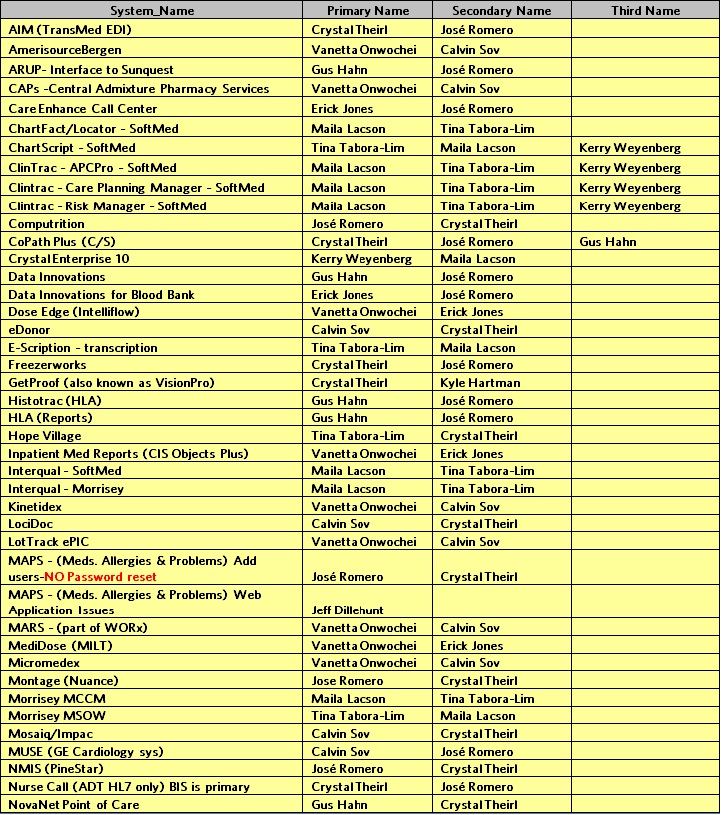 System_Name Primary Name Secondary Name Third Name
AIM (TransMed EDI) Crystal Theirl José Romero
AmerisourceBergen Vanetta Onwochei Calvin Sov
ARUP- Interface to Sunquest Gus Hahn José Romero
CAPs -Central Admixture Pharmacy Services Vanetta Onwochei Calvin Sov
Care Enhance Call Center Erick Jones José Romero
ChartFact/Locator - SoftMed Maila Lacson Tina Tabora-Lim
ChartScript - SoftMed Tina Tabora-Lim Maila Lacson Kerry Weyenberg
ClinTrac - APCPro - SoftMed Maila Lacson Tina Tabora-Lim Kerry Weyenberg
Clintrac - Care Planning Manager - SoftMed Maila Lacson Tina Tabora-Lim Kerry Weyenberg
Clintrac - Risk Manager - SoftMed Maila Lacson Tina Tabora-Lim Kerry Weyenberg
Computrition José Romero Crystal Theirl
CoPath Plus (C/S) Crystal Theirl José Romero Gus Hahn
Crystal Enterprise 10 Kerry Weyenberg Maila Lacson
Data Innovations Gus Hahn José Romero
Data Innovations for Blood Bank Erick Jones José Romero
Dose Edge (Intelliflow) Vanetta Onwochei Erick Jones
eDonor Calvin Sov Crystal Theirl
E-Scription - transcription Tina Tabora-Lim Maila Lacson
Freezerworks Crystal Theirl José Romero
GetProof (also known as VisionPro) Crystal Theirl Kyle Hartman
Histotrac (HLA) Gus Hahn José Romero
HLA (Reports) Gus Hahn José Romero
Hope Village Tina Tabora-Lim Crystal Theirl
Inpatient Med Reports (CIS Objects Plus) Vanetta Onwochei Erick Jones
Interqual - SoftMed Maila Lacson Tina Tabora-Lim
Interqual - Morrisey Maila Lacson Tina Tabora-Lim
Kinetidex Vanetta Onwochei Calvin Sov
LociDoc Calvin Sov Crystal Theirl
LotTrack ePIC Vanetta Onwochei Calvin Sov
MAPS - (Meds. Allergies & Problems) Add
users-NO Password reset José Romero Crystal Theirl
MAPS - (Meds. Allergies & Problems) Web
Application Issues Jeff Dillehunt
MARS - (part of WORx) Vanetta Onwochei Calvin Sov
MediDose (MILT) Vanetta Onwochei Erick Jones
Micromedex Vanetta Onwochei Calvin Sov
Montage (Nuance) Jose Romero Crystal Theirl
Morrisey MCCM Maila Lacson Tina Tabora-Lim
Morrisey MSOW Tina Tabora-Lim Maila Lacson
Mosaiq/Impac Calvin Sov Crystal Theirl
MUSE (GE Cardiology sys) Calvin Sov José Romero
NMIS (PineStar) José Romero Crystal Theirl
Nurse Call (ADT HL7 only) BIS is primary Crystal Theirl José Romero
NovaNet Point of Care Gus Hahn Crystal Theirl